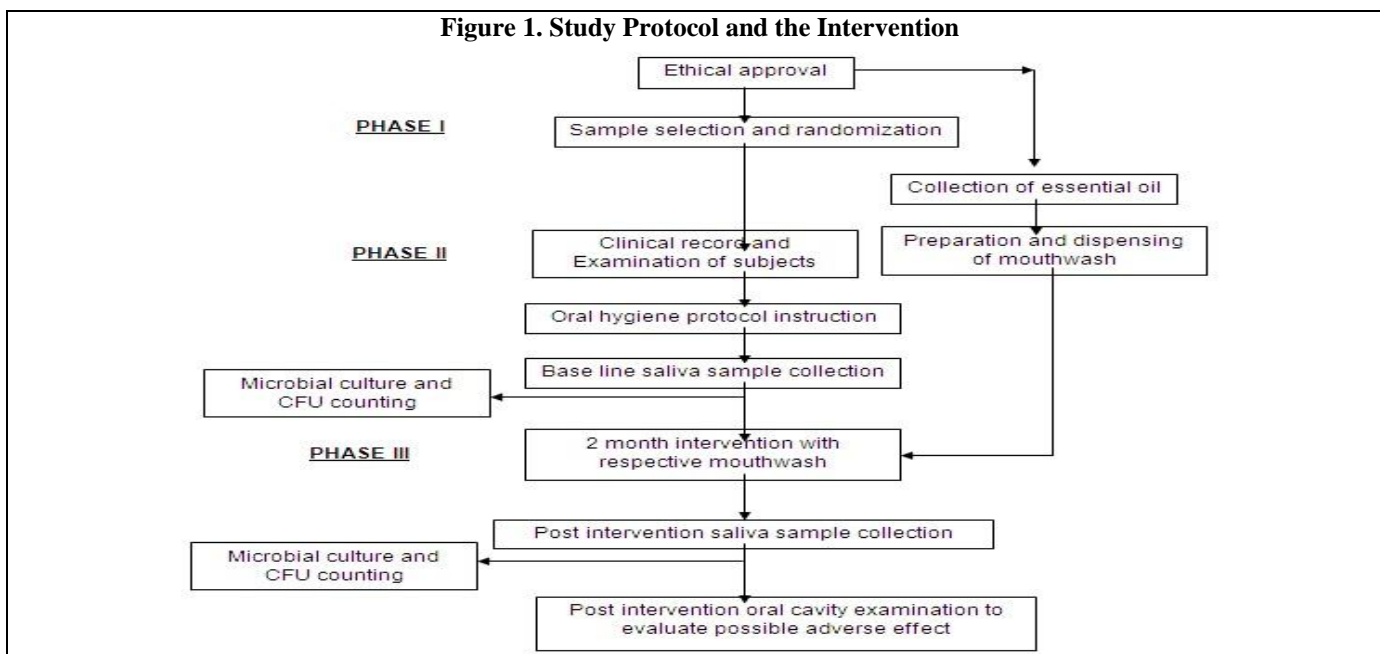 Figure 1. Study Protocol and the Intervention
Ethical approval
PHASE I
Sample selection and randomization
Collection of essential oil
PHASE II
Clinical record and
Examination of subjects
Preparation and dispensing
of mouthwash
Oral hygiene protocol instruction
Base line saliva sample collection
Microbial culture and
CFU counting
PHASE III
2 month intervention with
respective mouthwash
Post intervention saliva sample collection
Microbial culture and
CFU counting
Post intervention oral cavity examination to
evaluate possible adverse effect